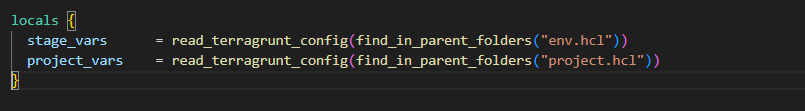 locals {
  stage_vars     = read_terragrunt_config(find_in_parent_folders("env.hcl"))
  project_vars   = read_terragrunt_config(find_in_parent_folders("project.hcl"))
}